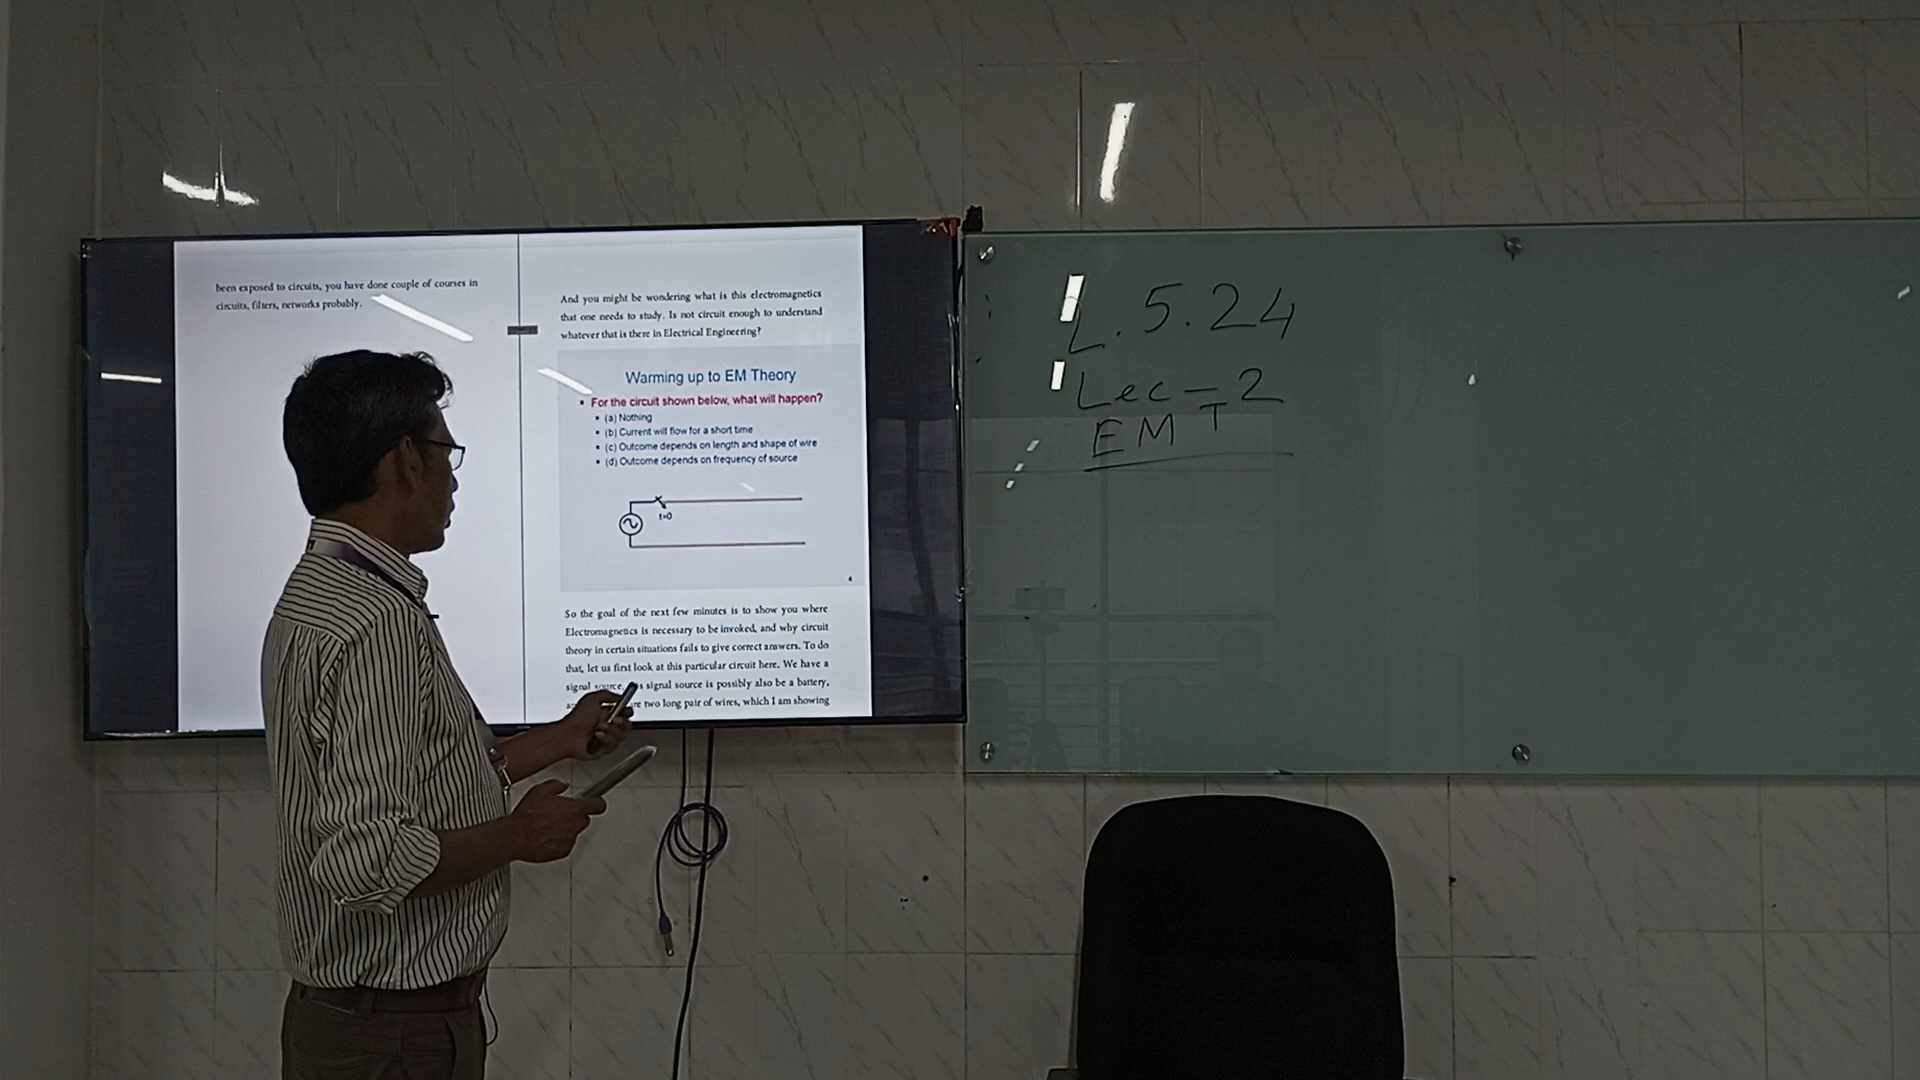 been exposed to circuits, you have done couple of courses in
circuits, filters, networks probably.
And you might be wondering what is this electromagnetics
that one needs to study. Is not circuit enough to understand
whatever that is there in Electrical Engineering?
Warming up to EM Theory
• For the circuit shown below, what will happen?
• (a) Nothing
• (b) Current will flow for a short time
• (c) Outcome depends on length and shape of wire
• (d) Outcome depends on frequency of source
t=0
4
So the goal of the next few minutes is to show you where
Electromagnetics is necessary to be invoked, and why circuit
theory in certain situations fails to give correct answers. To do
that, let us first look at this particular circuit here. We have a
signal source. signal source is possibly also be a battery,
two long pair of wires, which I am showing
.5.24
Lec-2
EMT